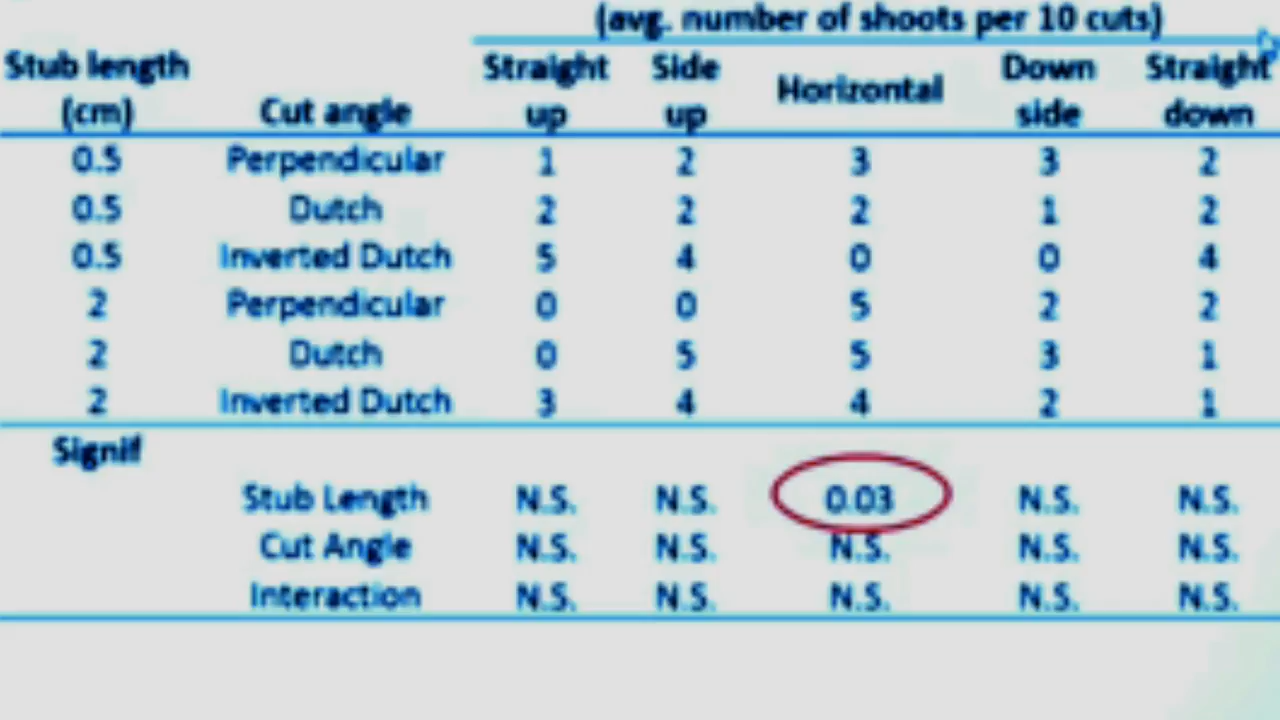 (avg. number of shoots per 10 cuts)
Stub length (cm) Cut angle Straight up Side up Horizontal Down side Straight down
0.5 Perpendicular 1 2 3 3 2
0.5 Dutch 2 2 2 1 2
0.5 Inverted Dutch 5 4 0 0 4
2 Perpendicular 0 0 5 2 2
2 Dutch 0 5 5 3 1
2 Inverted Dutch 3 4 4 2 1
Signif
Stub Length N.S. N.S. 0.03 N.S. N.S.
Cut Angle N.S. N.S. N.S. N.S. N.S.
Interaction N.S. N.S. N.S. N.S. N.S.